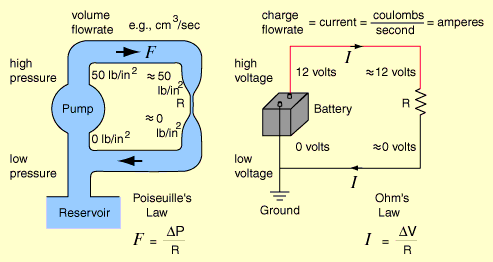 volume
flowrate
e.g., cm³/sec
F
high
pressure
50 lb/in²
≈ 50
lb/in²
R
Pump
≈ 0
lb/in²
0 lb/in²
low
pressure
Reservoir
Poiseuille's
Law
F = ΔP
R
charge
flowrate
= current = coulombs
second
= amperes
I
high
voltage
12 volts
≈12 volts
Battery
R
low
voltage
0 volts
≈0 volts
I
Ground
Ohm's
Law
I = ΔV
R